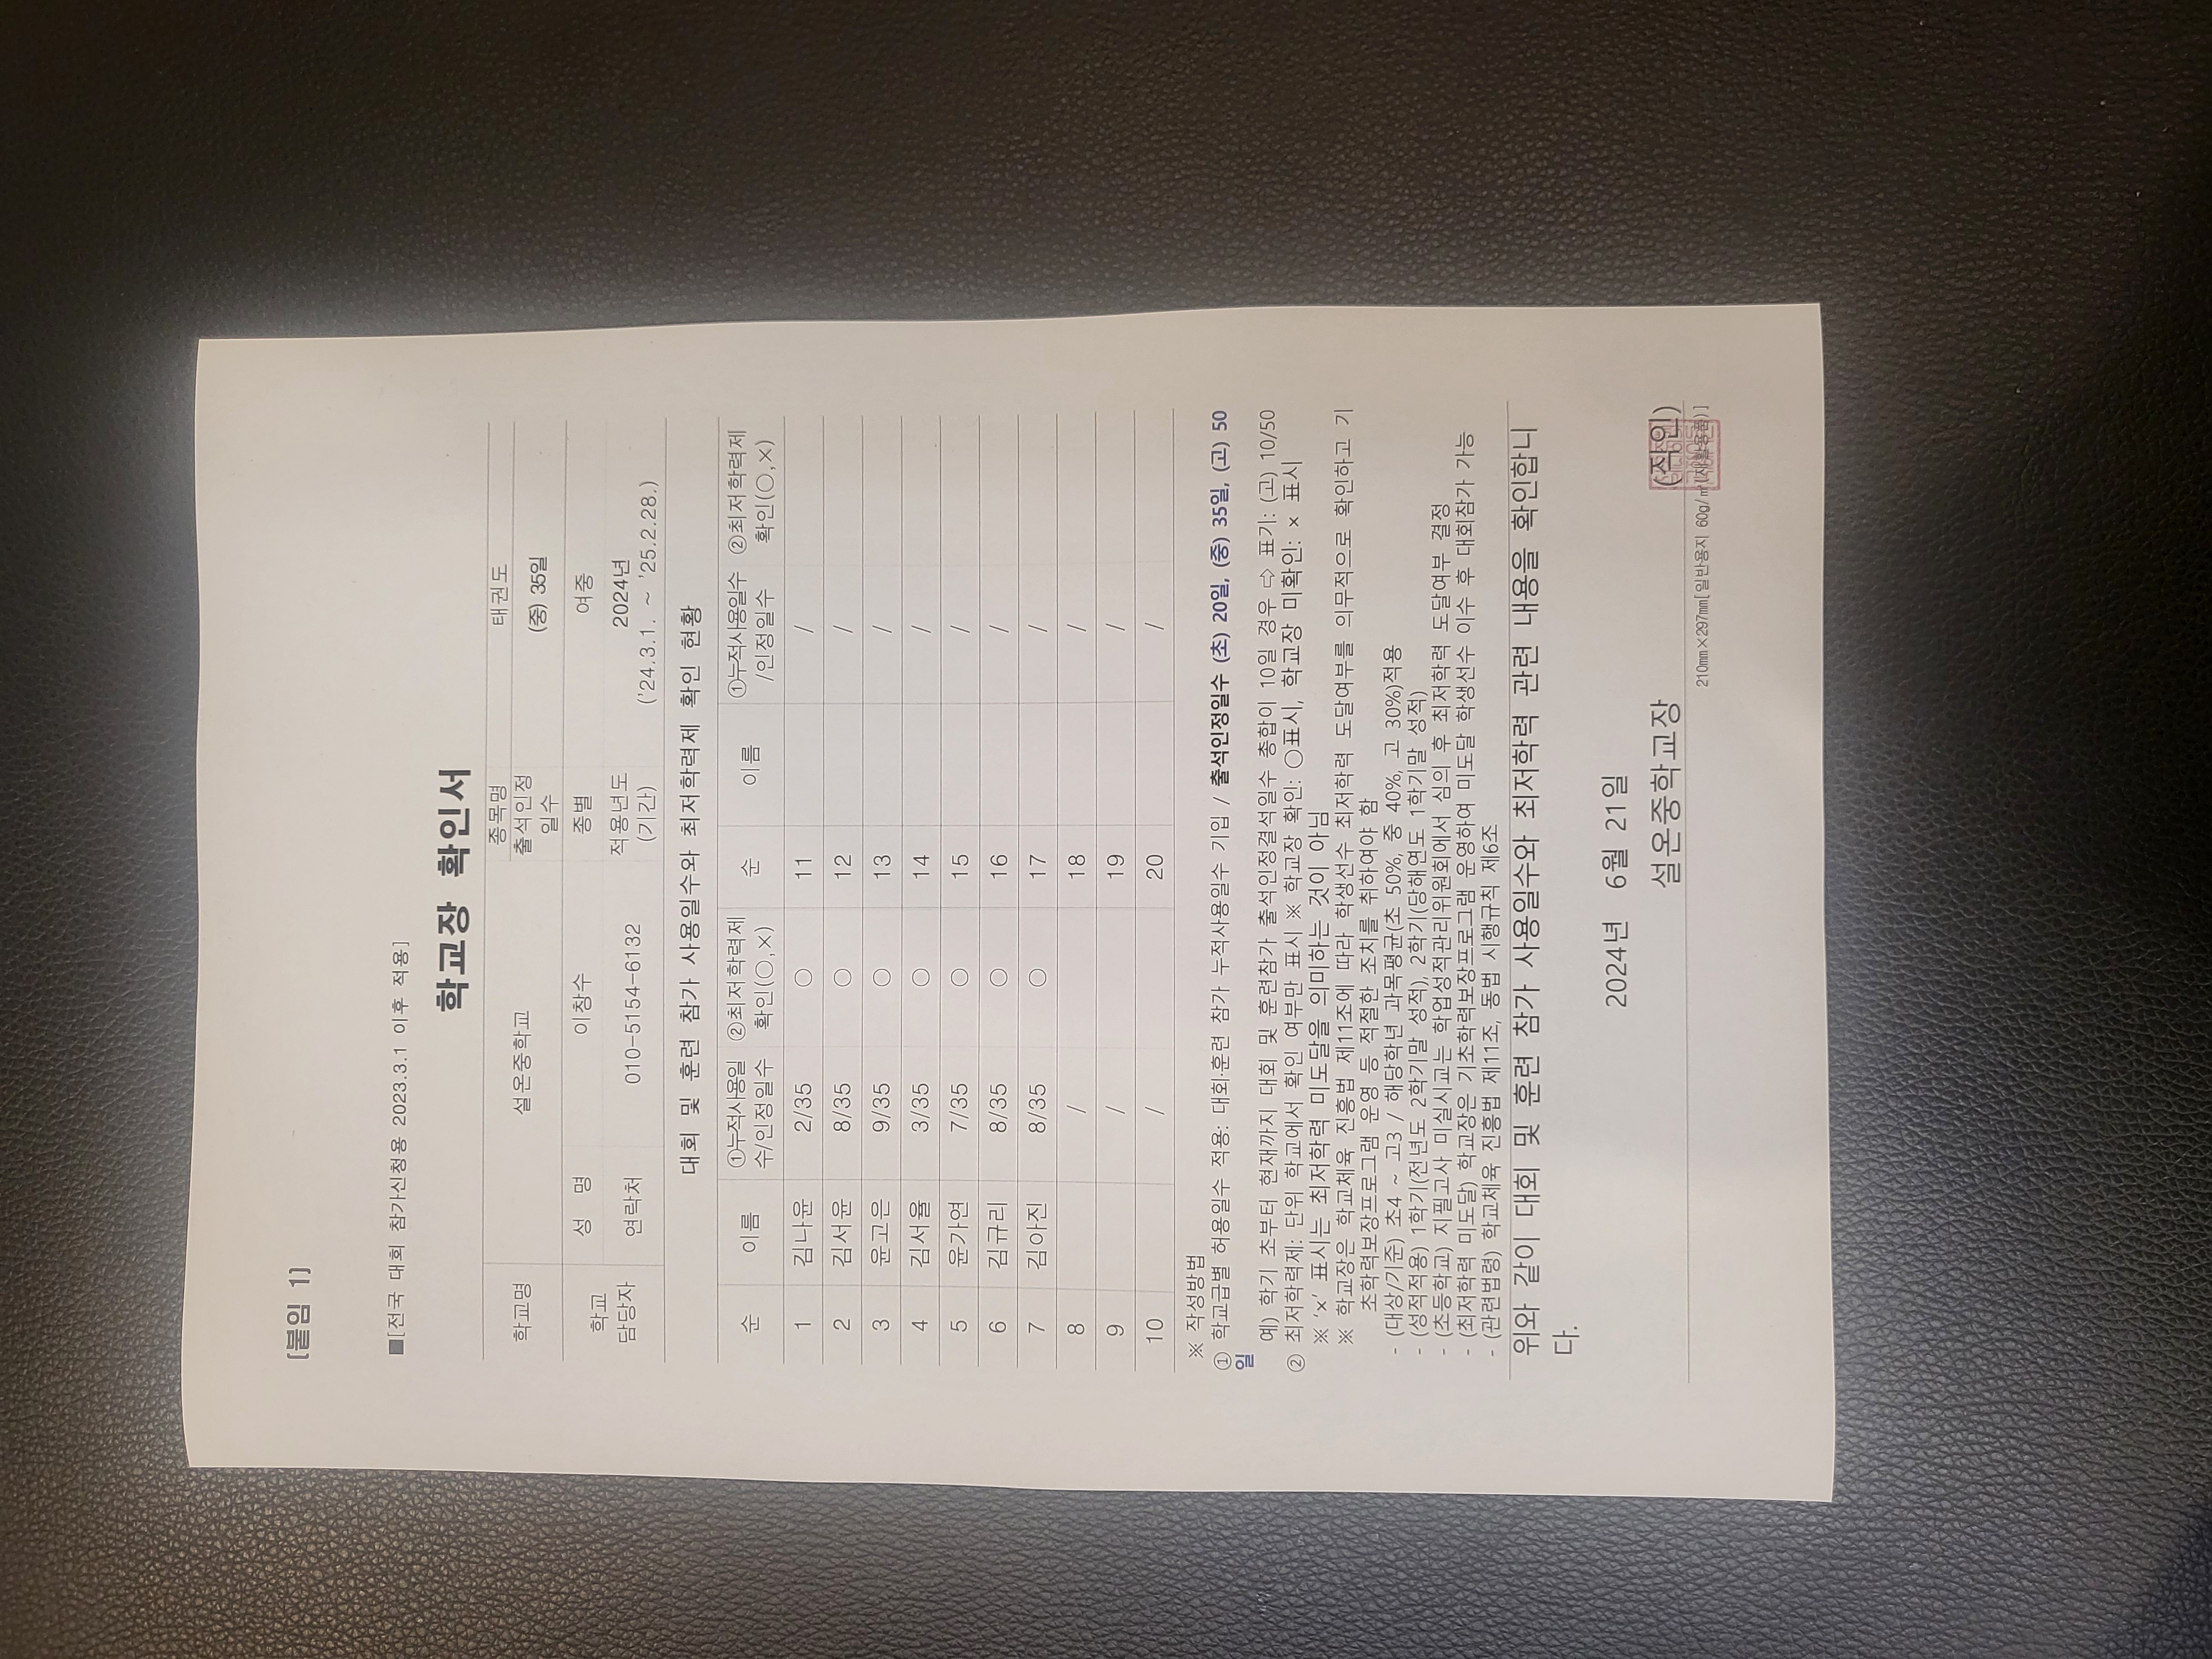 [붙임 1]
■[전국 대회 참가신청용 2023.3.1 이후 적용]
학교장 확인서
학교명 설온중학교 종목명 태권도
출석인정일수 (중) 35일
학교 담당자 성 명 이창수 종별 여중
연락처 010-5154-6132 적용년도 (기간) 2024년 ('24.3.1. ~ '25.2.28.)
대회 및 훈련 참가 사용일수와 최저학력제 확인 현황
순 이름 ①누적사용일수/인정일수 ②최저학력제 확인(○,×) 순 이름 ①누적사용일수/인정일수 ②최저학력제 확인(○,×)
1 김나윤 2/35 ○ 11 /
2 김서윤 8/35 ○ 12 /
3 윤고은 9/35 ○ 13 /
4 김서율 3/35 ○ 14 /
5 윤가연 7/35 ○ 15 /
6 김규리 8/35 ○ 16 /
7 김아진 8/35 ○ 17 /
8 / 18 /
9 / 19 /
10 / 20 /
※ 작성방법
① 학교급별 허용일수 적용: 대회·훈련 참가 누적사용일수 기입 / 출석인정일수 (초) 20일, (중) 35일, (고) 50
일
예) 학기 초부터 현재까지 대회 및 훈련참가 출석인정결석일수 총합이 10일 경우 ⇨ 표기: (고) 10/50
② 최저학력제: 단위 학교에서 확인 여부만 표시 ※ 학교장 확인: ○표시, 학교장 미확인: × 표시
※ '×' 표시는 최저학력 미도달을 의미하는 것이 아님
※ 학교장은 학교체육 진흥법 제11조에 따라 학생선수 최저학력 도달여부를 의무적으로 확인하고 기
초학력보장프로그램 운영 등 적절한 조치를 취하여야 함
- (대상/기준) 초4 ~ 고3 / 해당학년 과목평균(초 50%, 중 40%, 고 30%)적용
- (성적적용) 1학기(전년도 2학기말 성적), 2학기(당해연도 1학기말 성적)
- (초등학교) 지필고사 미실시교는 학업성적관리위원회에서 심의 후 최저학력 도달여부 결정
- (최저학력 미도달) 학교장은 기초학력보장프로그램 운영하여 미도달 학생선수 이수 후 대회참가 가능
- (관련법령) 학교체육 진흥법 제11조, 동법 시행규칙 제6조
위와 같이 대회 및 훈련 참가 사용일수와 최저학력 관련 내용을 확인합니
다.
2024년 6월 21일
설온중학교장 (직인)
210㎜×297㎜[일반용지 60g/㎡(재활용품)]